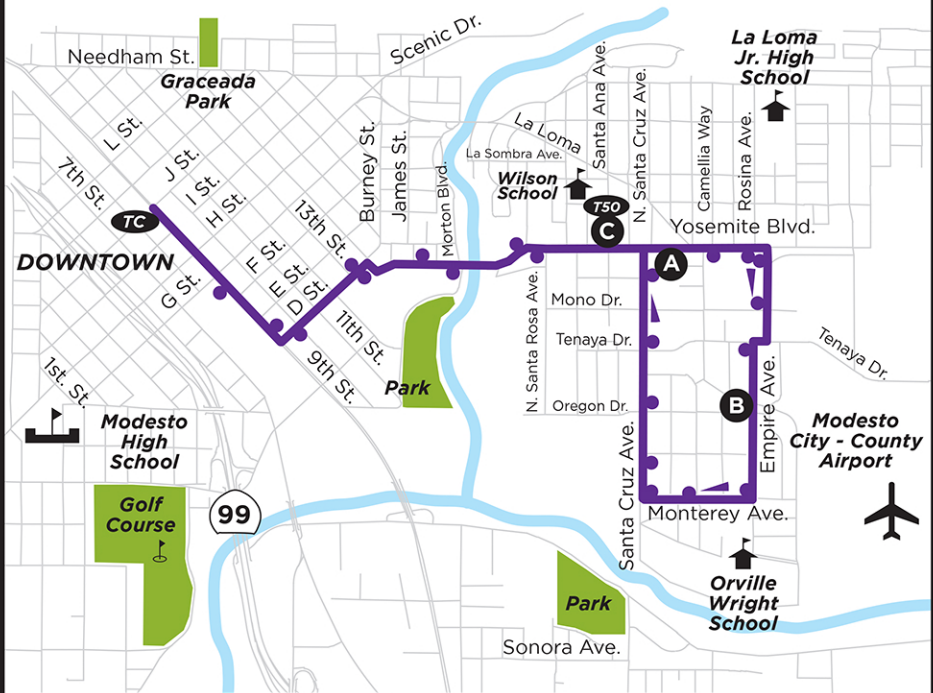 Needham St.
Graceada
Park
Scenic Dr.
La Loma
Jr. High
School
L St.
J St.
I St.
H St.
7th St.
TC
DOWNTOWN
G St.
F St.
E St.
D St.
13th St.
11th St.
9th St.
1st. St.
Burney St.
James St.
Morton Blvd.
La Loma
La Sombra Ave.
Wilson
School
Santa Ana Ave.
N. Santa Cruz Ave.
Camellia Way
Rosina Ave.
T50
C
Yosemite Blvd.
A
Mono Dr.
Tenaya Dr.
Tenaya Dr.
N. Santa Rosa Ave.
Oregon Dr.
B
Empire Ave.
Park
Modesto
High
School
Modesto
City - County
Airport
Golf
Course
99
Santa Cruz Ave.
Monterey Ave.
Orville
Wright
School
Park
Sonora Ave.